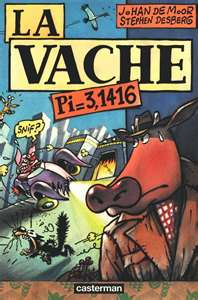 LA
JOHAN DE MOOR
STEPHEN DESBERG
VACHE
Pi=3,1416
SNIF?
casterman